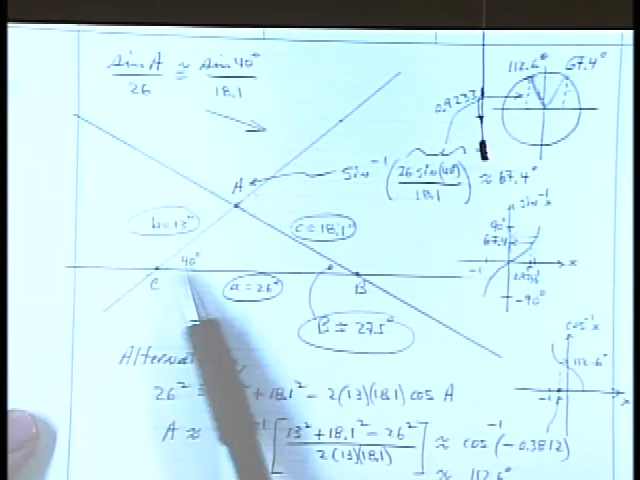 sin A / 26 ≈ sin 40° / 18.1
112.6° 67.4°
0.9233
A
sin⁻¹ (26 sin(40°) / 18.1) ≈ 67.4°
b = 13"
c = 18.1"
40°
C
a = 26"
B
B ≈ 27.5°
sin⁻¹x
90°
67.4
-1
x
-90°
cos⁻¹x
112.6°
-1
x
26² + 18.1² - 2(13)(18.1) cos A
A ≈ ⁻¹ [13² + 18.1² - 26² / 2(13)(18.1)] ≈ cos⁻¹(-0.3812)
≈ 112.6°